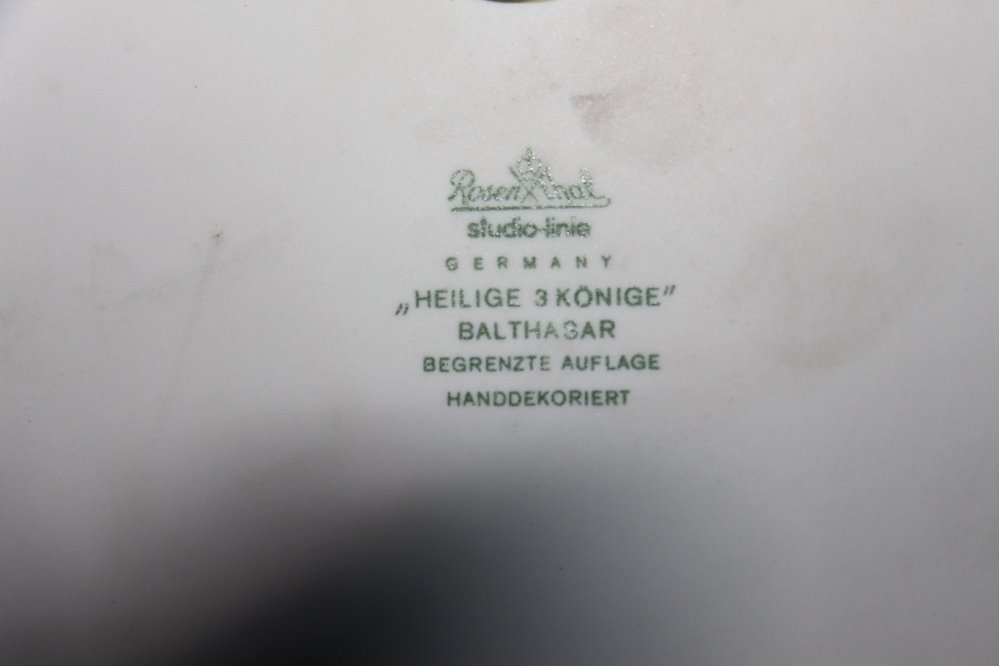 Rosenthal
studio-linie
GERMANY
„HEILIGE 3 KÖNIGE”
BALTHASAR
BEGRENZTE AUFLAGE
HANDDEKORIERT